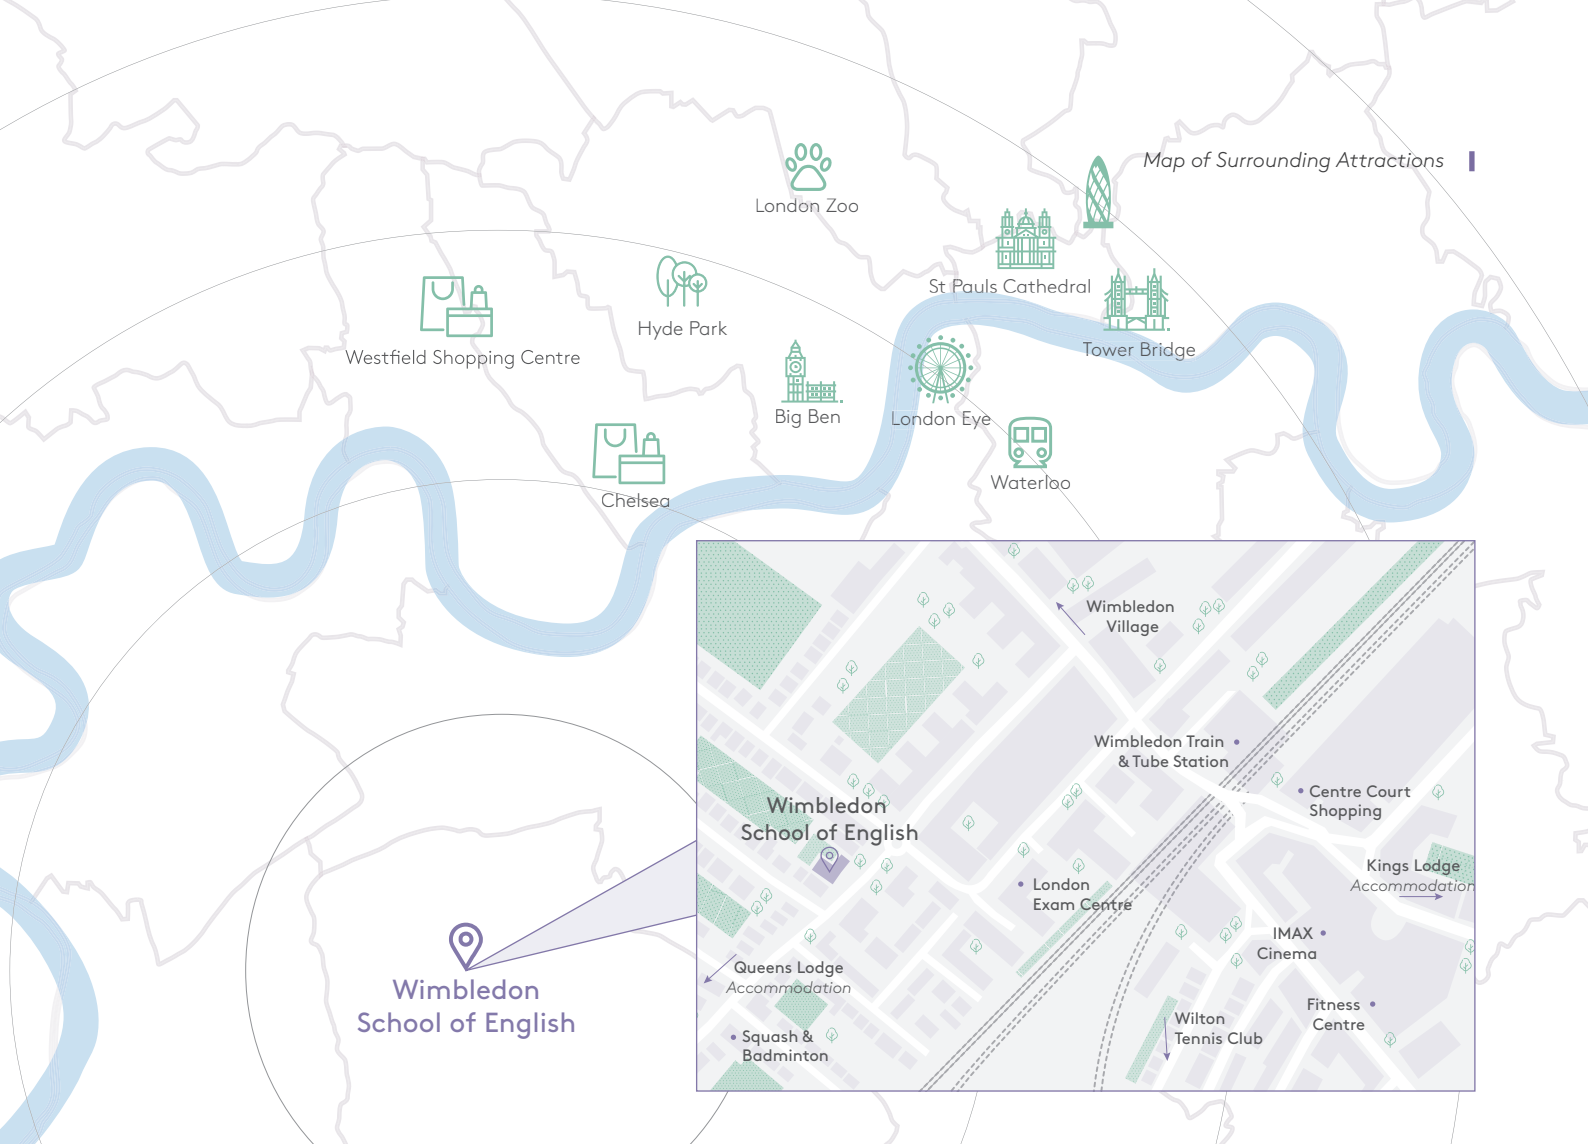 Map of Surrounding Attractions
London Zoo
St Pauls Cathedral
Hyde Park
Westfield Shopping Centre
Tower Bridge
Big Ben
London Eye
Waterloo
Chelsea
Wimbledon
School of English
Wimbledon
Village
Wimbledon Train
& Tube Station
Centre Court
Shopping
Wimbledon
School of English
Kings Lodge
Accommodation
London
Exam Centre
IMAX
Cinema
Queens Lodge
Accommodation
Fitness
Centre
Wilton
Tennis Club
Squash &
Badminton